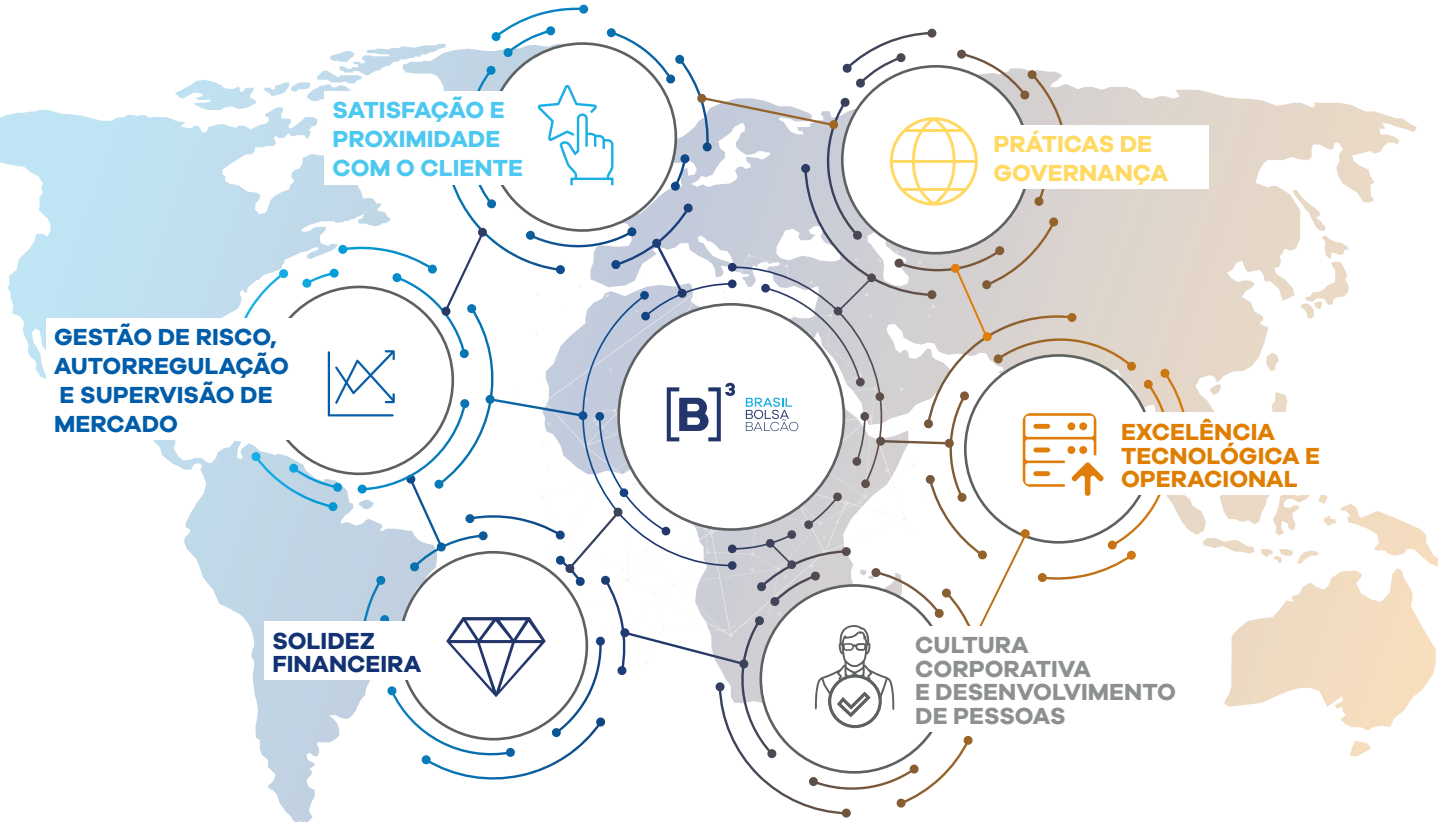 SATISFAÇÃO E
PROXIMIDADE
COM O CLIENTE
PRÁTICAS DE
GOVERNANÇA
GESTÃO DE RISCO,
AUTORREGULAÇÃO
E SUPERVISÃO DE
MERCADO
[B]³
BRASIL
BOLSA
BALCÃO
EXCELÊNCIA
TECNOLÓGICA E
OPERACIONAL
SOLIDEZ
FINANCEIRA
CULTURA
CORPORATIVA
E DESENVOLVIMENTO
DE PESSOAS